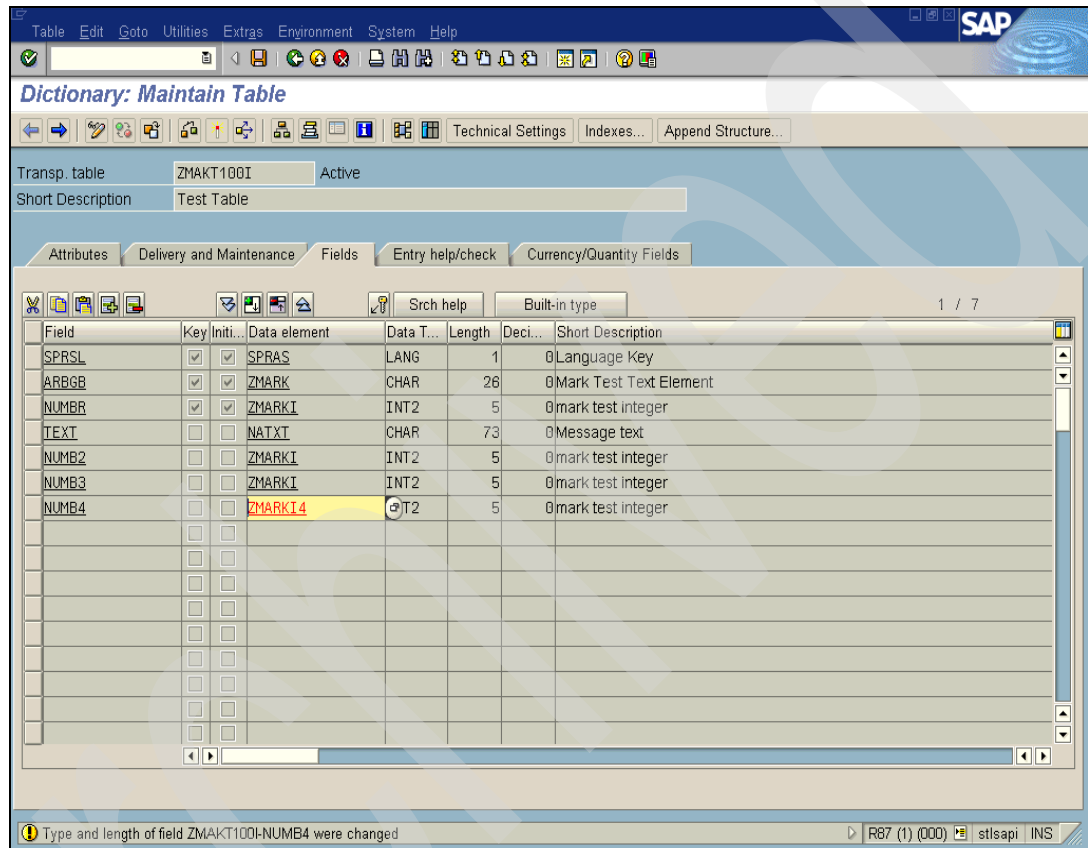 Table Edit Goto Utilities Extras Environment System Help
SAP
Dictionary: Maintain Table
Technical Settings Indexes... Append Structure...
Transp. table ZMAKT100I Active
Short Description Test Table
Attributes Delivery and Maintenance Fields Entry help/check Currency/Quantity Fields
Srch help Built-in type 1 / 7
Field Key Initi... Data element Data T... Length Deci... Short Description
SPRSL SPRAS LANG 1 0 Language Key
ARBGB ZMARK CHAR 26 0 Mark Test Text Element
NUMBR ZMARKI INT2 5 0 mark test integer
TEXT NATXT CHAR 73 0 Message text
NUMB2 ZMARKI INT2 5 0 mark test integer
NUMB3 ZMARKI INT2 5 0 mark test integer
NUMB4 ZMARKI4 T2 5 0 mark test integer
Type and length of field ZMAKT100I-NUMB4 were changed R87 (1) (000) stlsapi INS